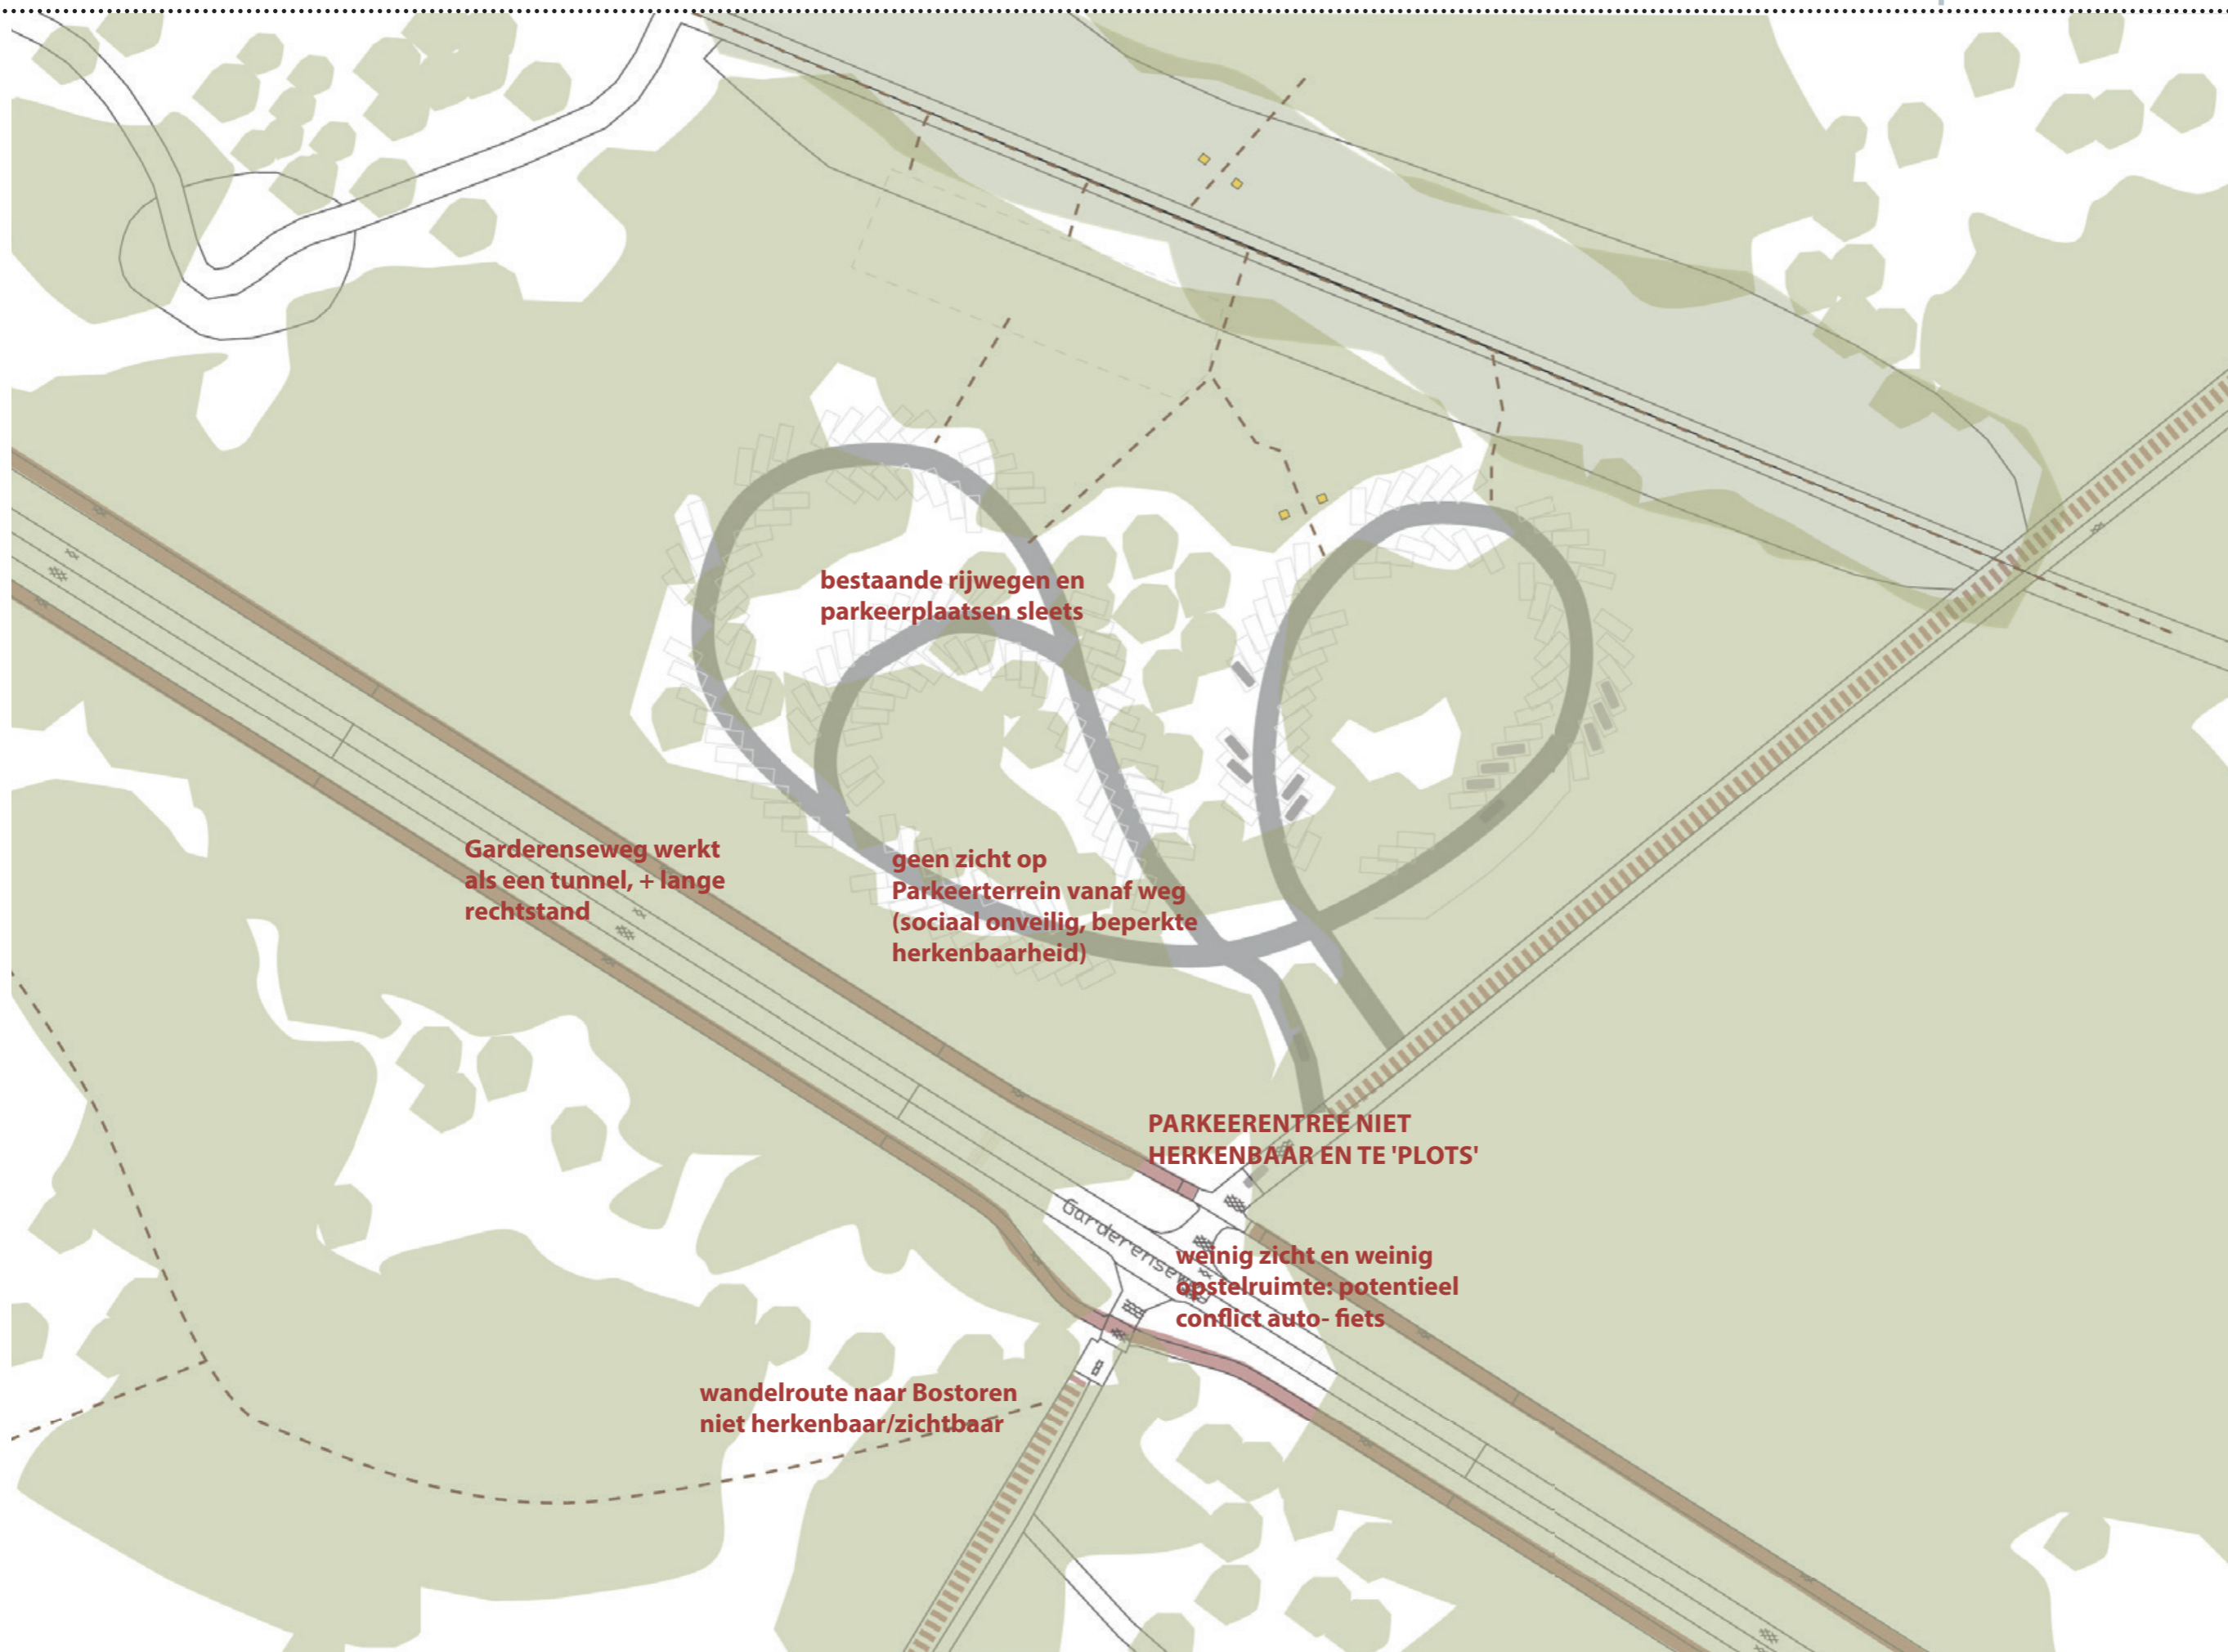 bestaande rijwegen en
parkeerplaatsen sleets
Garderenseweg werkt
als een tunnel, + lange
rechtstand
geen zicht op
Parkeerterrein vanaf weg
(sociaal onveilig, beperkte
herkenbaarheid)
PARKEERENTREE NIET
HERKENBAAR EN TE 'PLOTS'
Garderenseweg
weinig zicht en weinig
opstelruimte: potentieel
conflict auto- fiets
wandelroute naar Bostoren
niet herkenbaar/zichtbaar